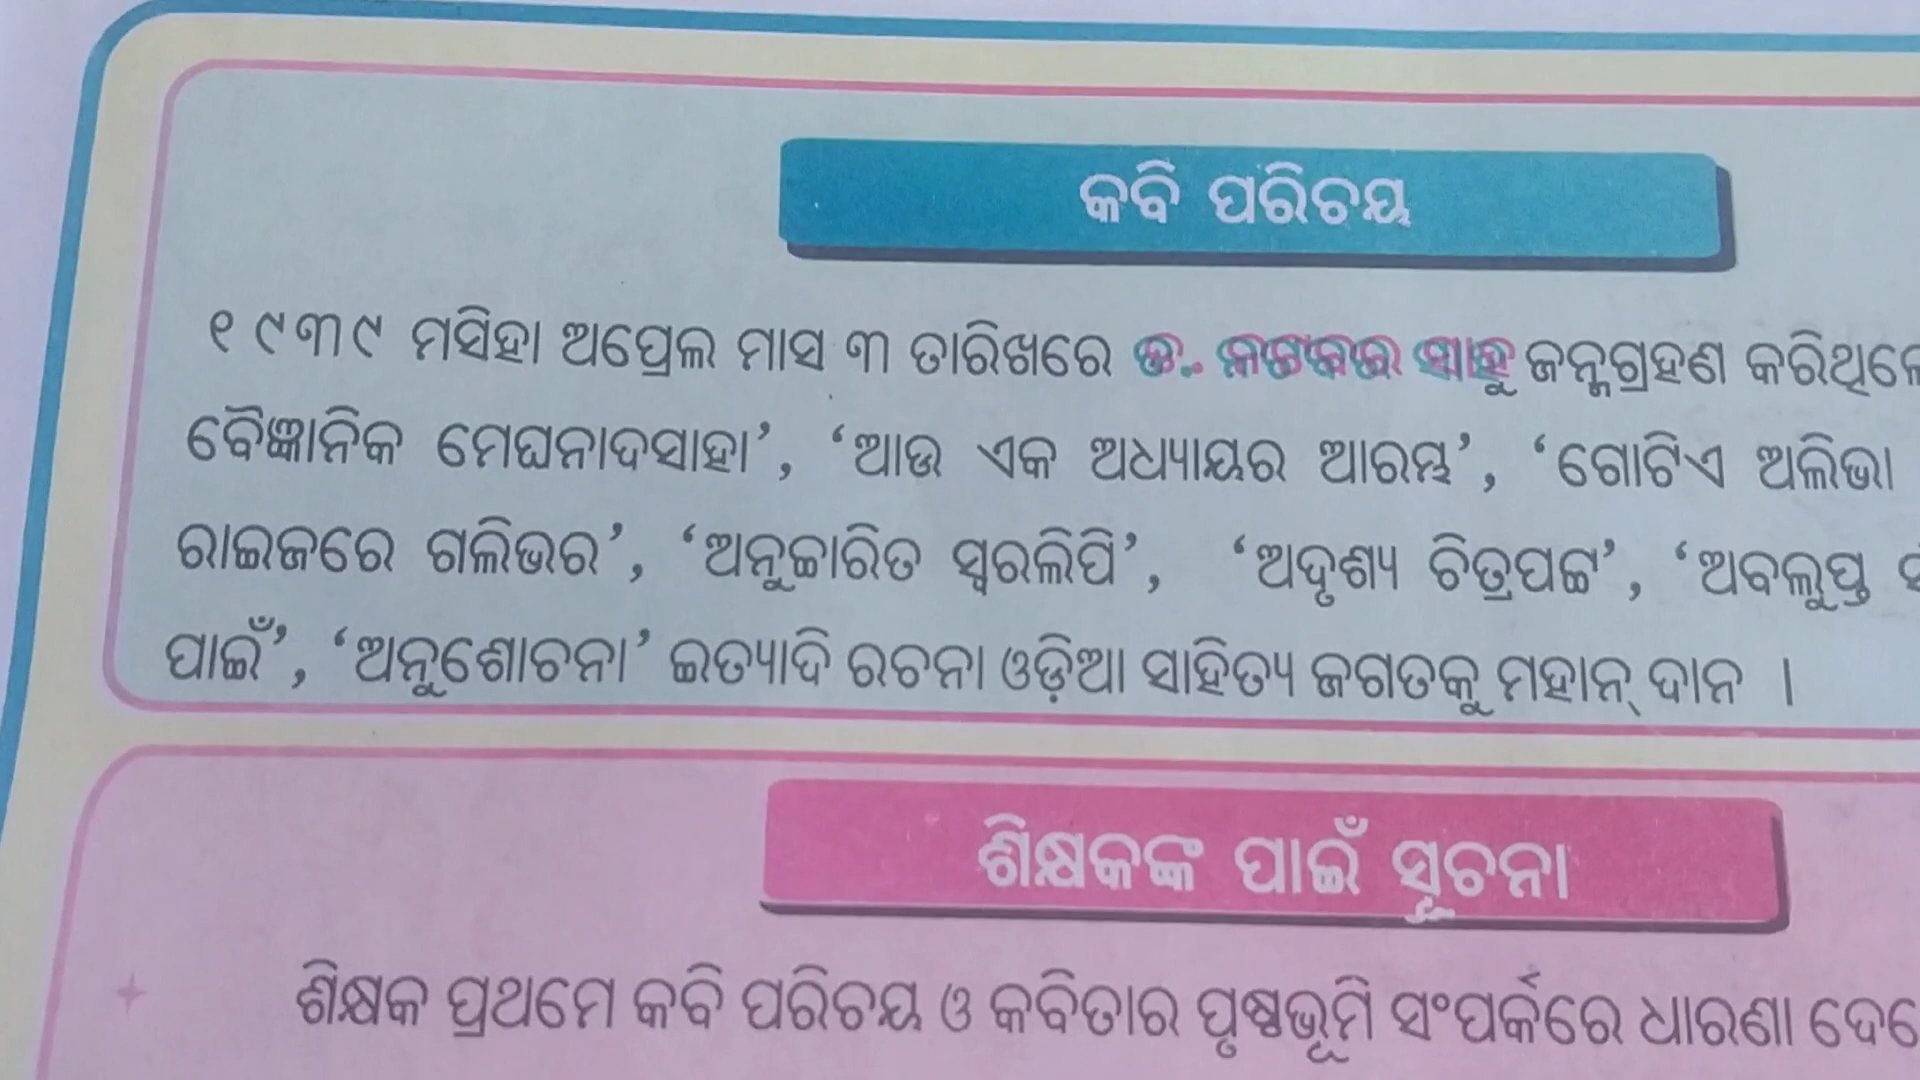 କବି ପରିଚୟ
୧୯୩୯ ମସିହା ଅପ୍ରେଲ ମାସ ୩ ତାରିଖରେ ଡ. ନଟବର ସାହୁ ଜନ୍ମଗ୍ରହଣ
ବୈଜ୍ଞାନିକ ମେଘନାଦସାହା’, ‘ଆଉ ଏକ ଅଧ୍ୟାୟର ଆରମ୍ଭ’, ‘ଗୋଟିଏ ଅଲିଭା
ରାଇଜରେ ଗଲିଭର’, ‘ଅନୁଚ୍ଚାରିତ ସ୍ୱରଲିପି’, ‘ଅଦୃଶ୍ୟ ଚିତ୍ରପଟ୍ଟ’, ‘ଅବଲୁପ୍ତ
ପାଇଁ’, ‘ଅନୁଶୋଚନା’ ଇତ୍ୟାଦି ରଚନା ଓଡ଼ିଆ ସାହିତ୍ୟ ଜଗତକୁ ମହାନ୍ ଦାନ ।
ଶିକ୍ଷକଙ୍କ ପାଇଁ ସୂଚନା
ଶିକ୍ଷକ ପ୍ରଥମେ କବି ପରିଚୟ ଓ କବିତାର ପୃଷ୍ଠଭୂମି ସଂପର୍କରେ ଧାରଣା